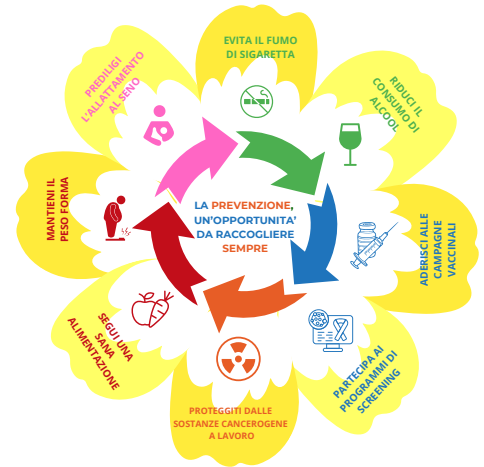 EVITA IL FUMO
DI SIGARETTA
RIDUCI IL
CONSUMO DI
ALCOOL
ADERISCI ALLE
CAMPAGNE
VACCINALI
PARTECIPA AI
PROGRAMMI DI
SCREENING
PROTEGGITI DALLE
SOSTANZE CANCEROGENE
A LAVORO
SEGUI UNA
SANA
ALIMENTAZIONE
MANTIENI IL
PESO FORMA
PREDILIGI
L'ALLATTAMENTO
AL SENO
LA PREVENZIONE,
UN'OPPORTUNITA'
DA RACCOGLIERE
SEMPRE